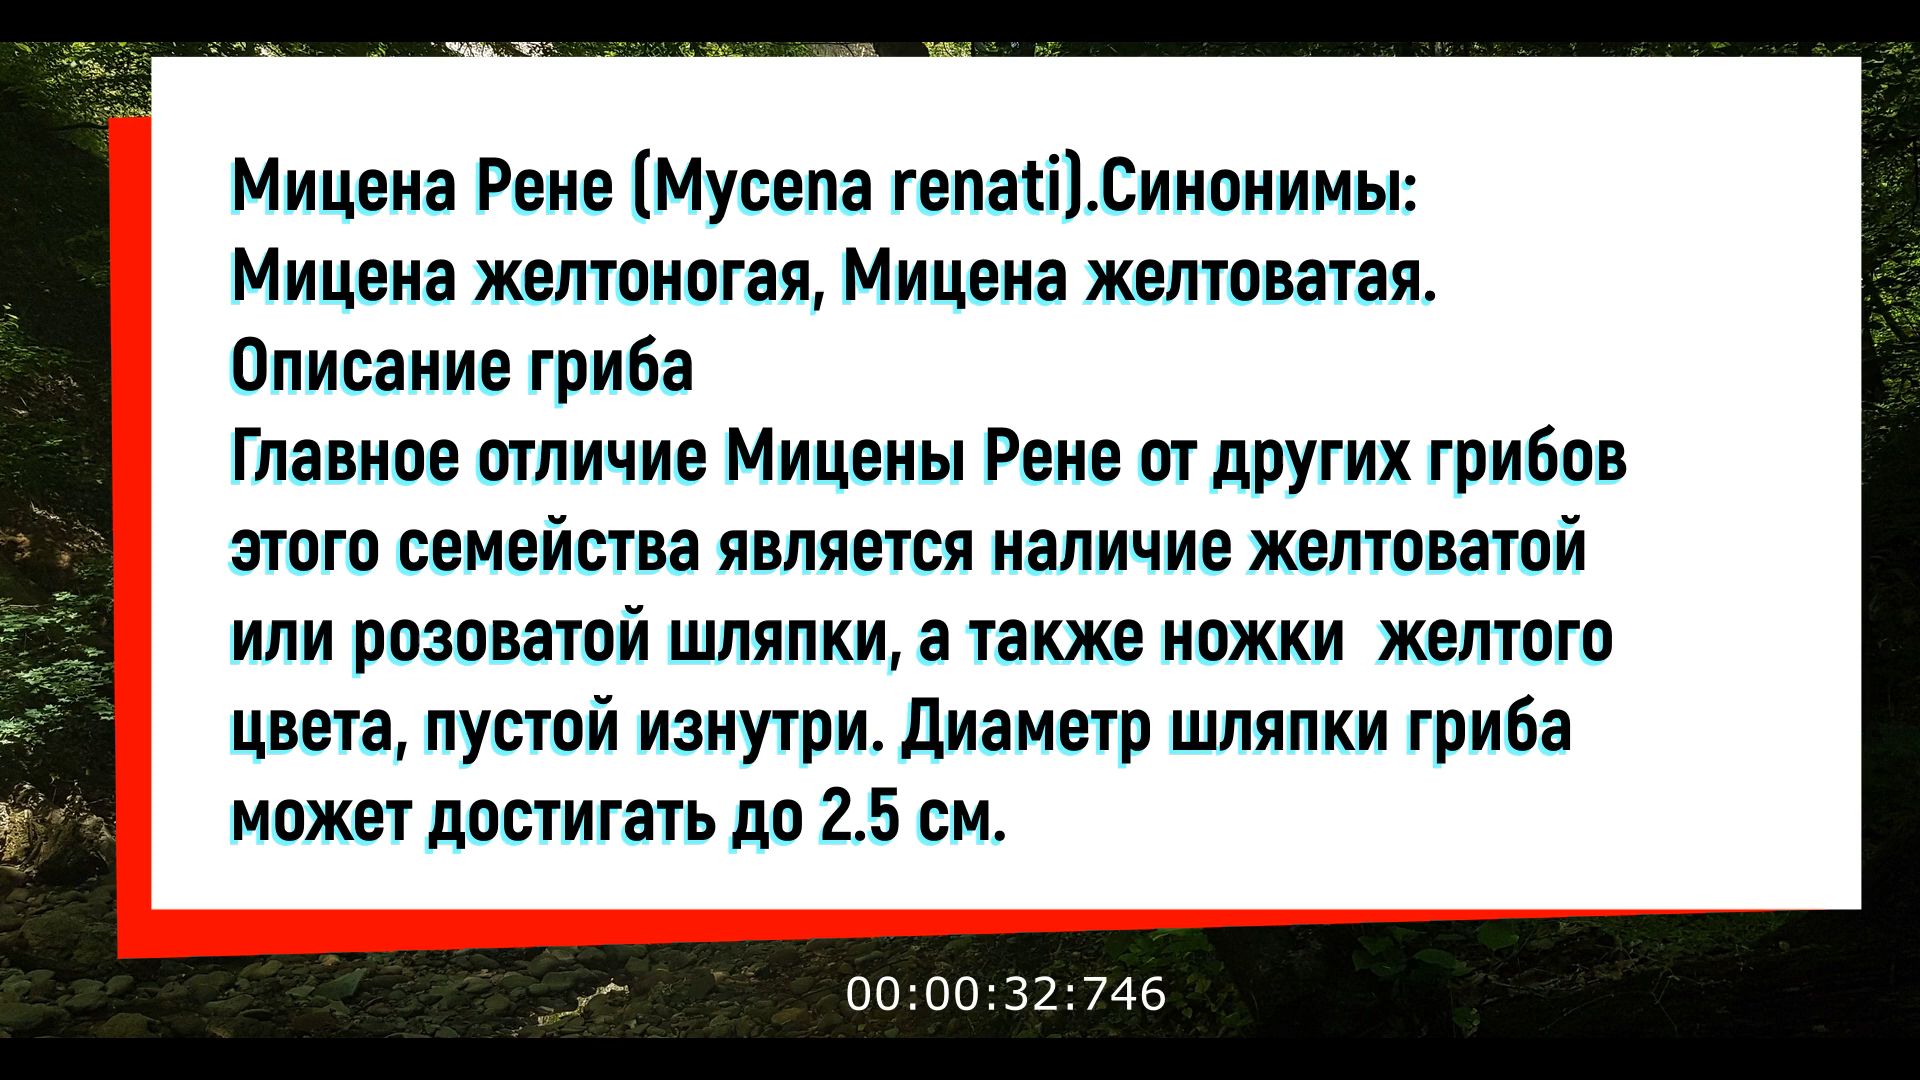 Мицена Рене (Mycena renati).Синонимы:
Мицена желтоногая, Мицена желтоватая.
Описание гриба
Главное отличие Мицены Рене от других грибов
этого семейства является наличие желтоватой
или розоватой шляпки, а также ножки  желтого
цвета, пустой изнутри. Диаметр шляпки гриба
может достигать до 2.5 см.
00:00:32:746